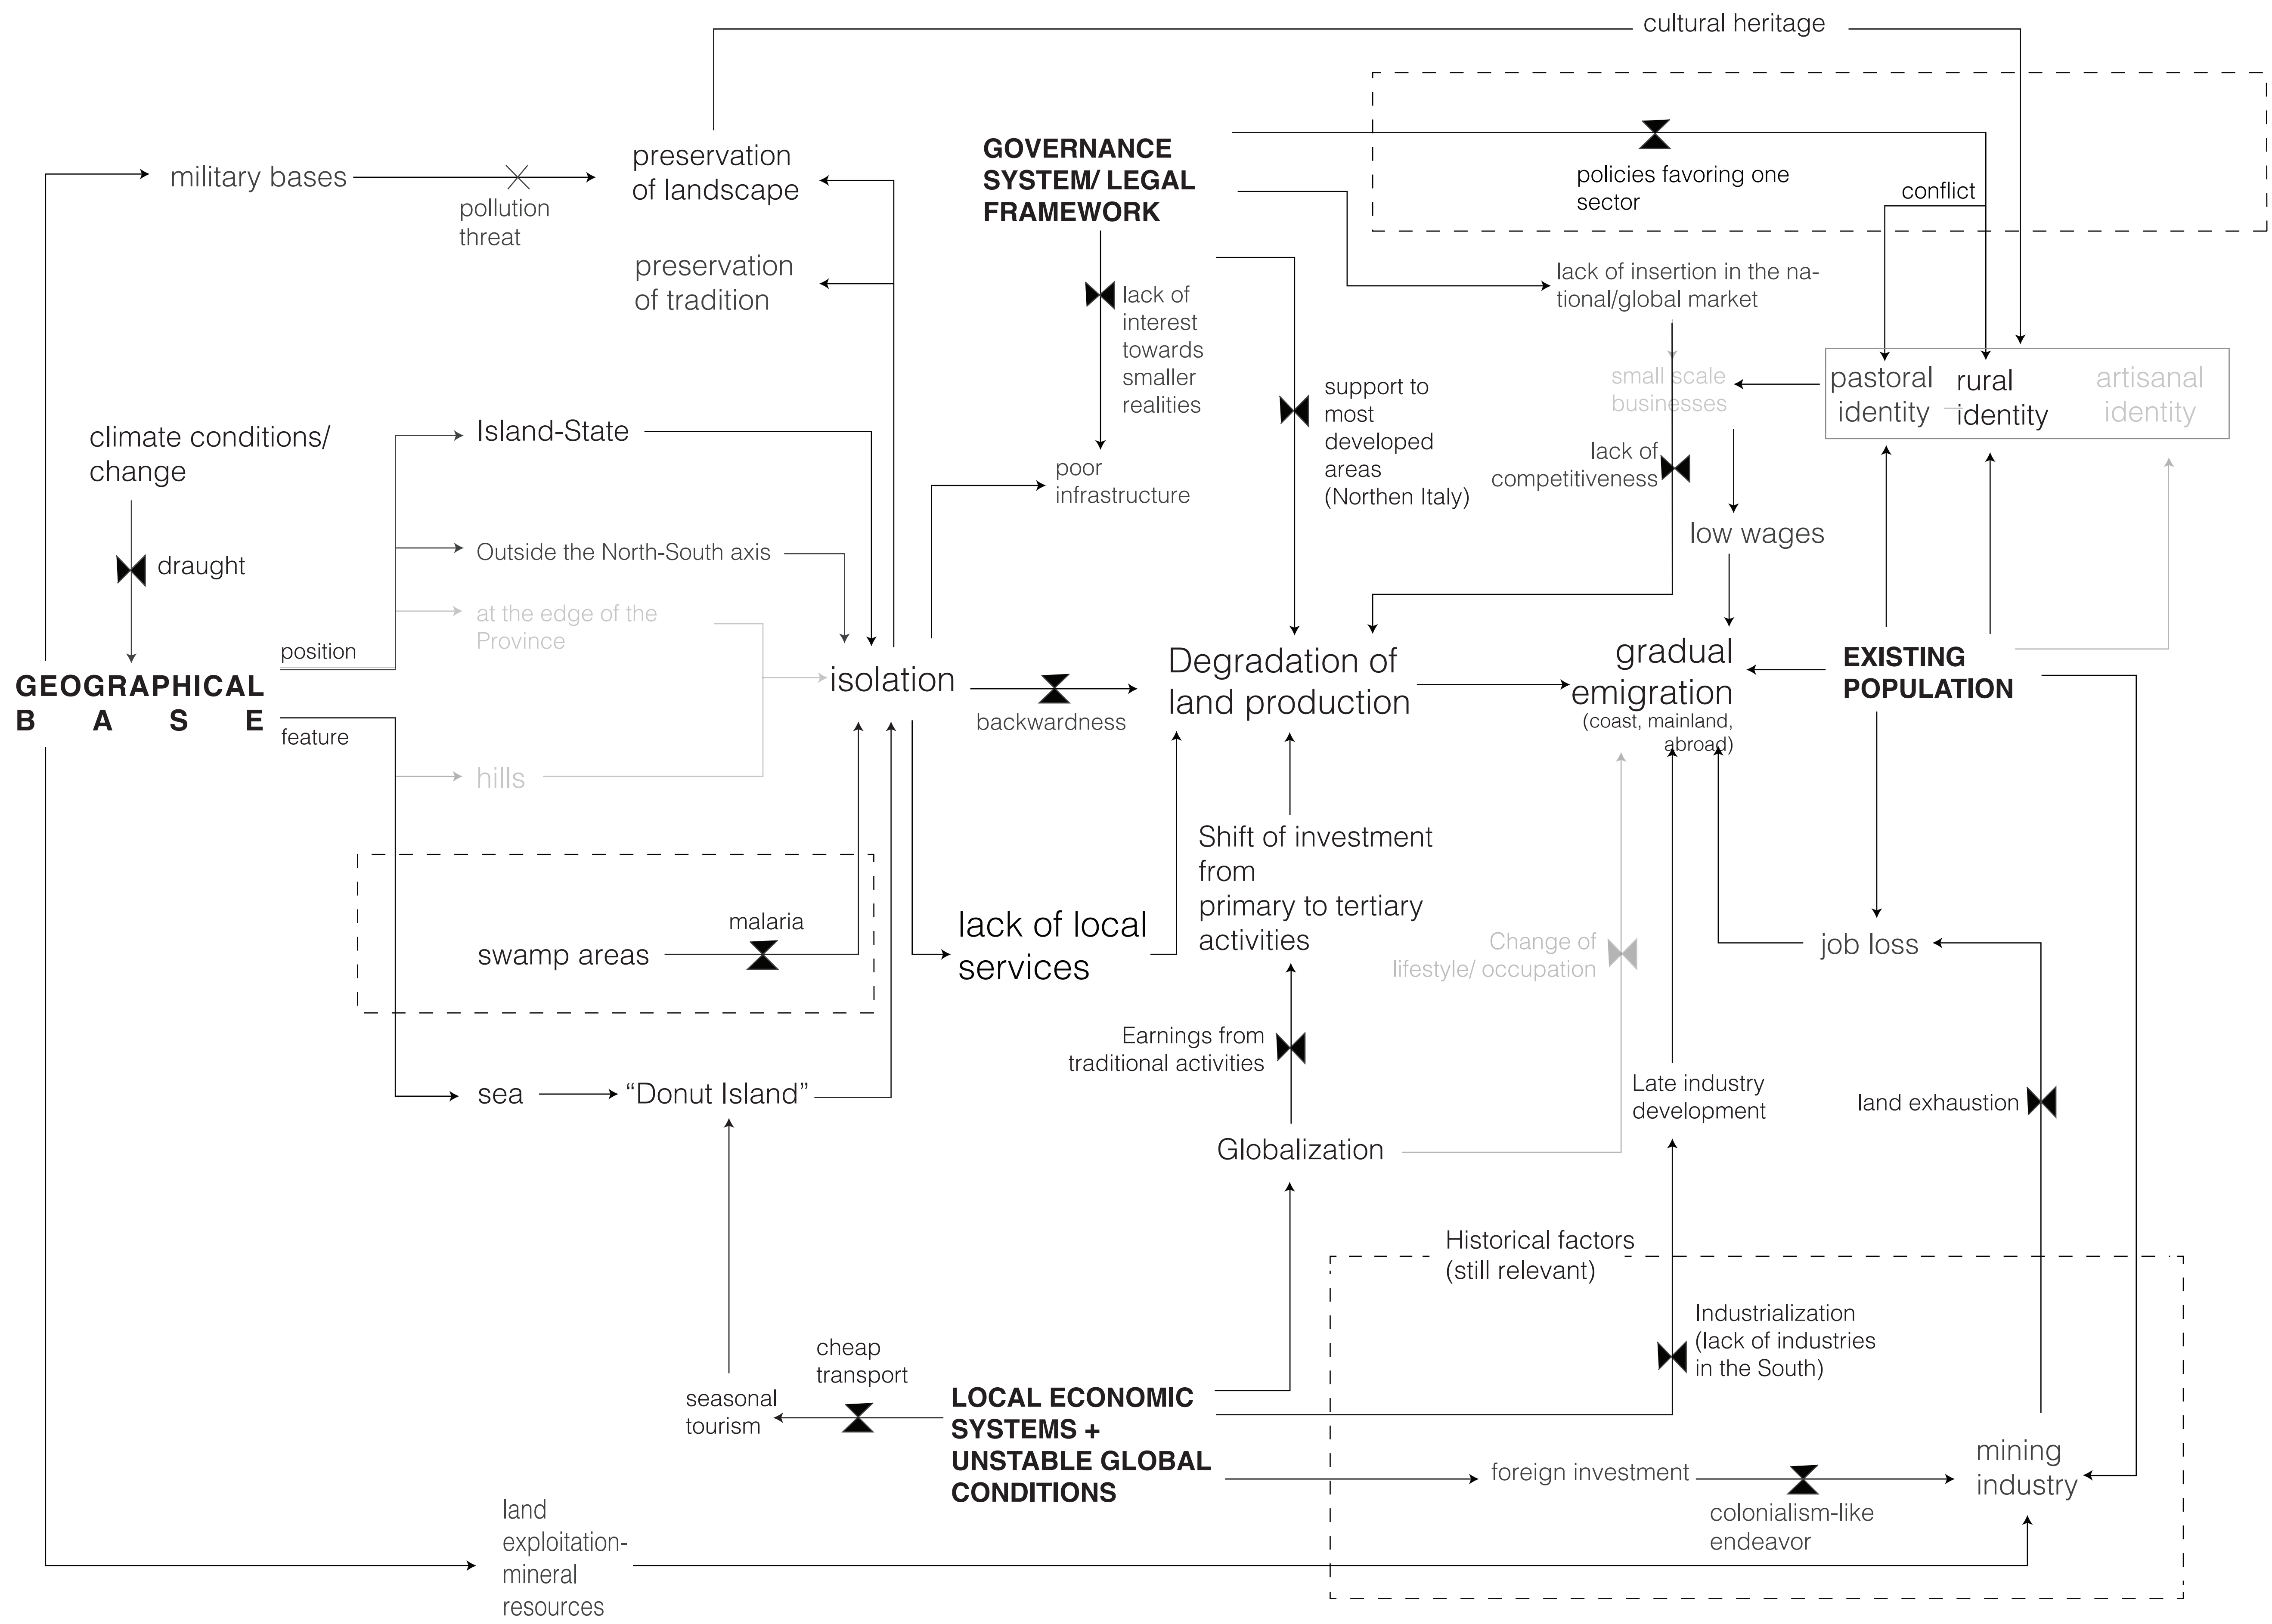 cultural heritage
military bases
pollution
threat
preservation
of landscape
preservation
of tradition
GOVERNANCE
SYSTEM/ LEGAL
FRAMEWORK
policies favoring one
sector
conflict
lack of
interest
towards
smaller
realities
lack of insertion in the na-
tional/global market
support to
most
developed
areas
(Northen Italy)
small scale
businesses
pastoral
identity
rural
identity
artisanal
identity
climate conditions/
change
draught
Island-State
Outside the North-South axis
at the edge of the
Province
poor
infrastructure
lack of
competitiveness
low wages
position
GEOGRAPHICAL
B A S E
feature
hills
isolation
backwardness
Degradation of
land production
gradual
emigration
(coast, mainland,
abroad)
EXISTING
POPULATION
swamp areas
malaria
lack of local
services
Shift of investment
from
primary to tertiary
activities
Change of
lifestyle/ occupation
job loss
sea
“Donut Island”
Earnings from
traditional activities
Late industry
development
land exhaustion
Globalization
Historical factors
(still relevant)
Industrialization
(lack of industries
in the South)
cheap
transport
seasonal
tourism
LOCAL ECONOMIC
SYSTEMS +
UNSTABLE GLOBAL
CONDITIONS
foreign investment
colonialism-like
endeavor
mining
industry
land
exploitation-
mineral
resources